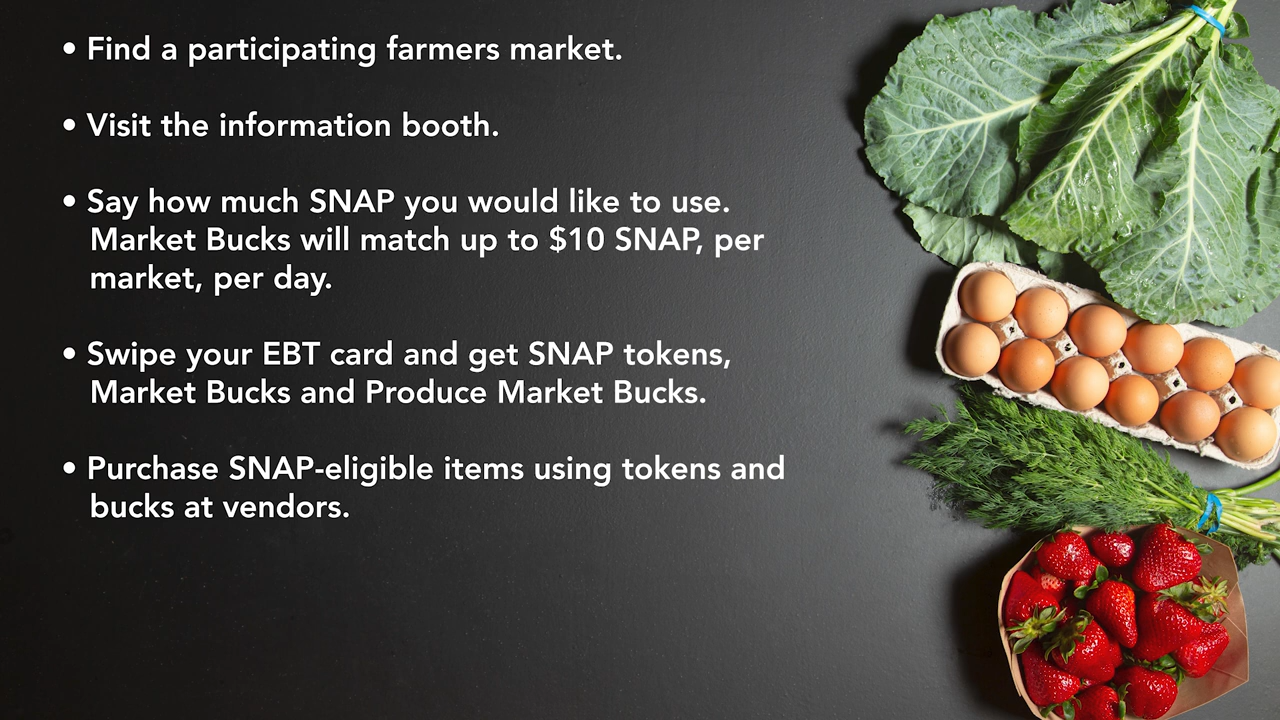 • Find a participating farmers market.
• Visit the information booth.
• Say how much SNAP you would like to use.
Market Bucks will match up to $10 SNAP, per
market, per day.
• Swipe your EBT card and get SNAP tokens,
Market Bucks and Produce Market Bucks.
• Purchase SNAP-eligible items using tokens and
bucks at vendors.